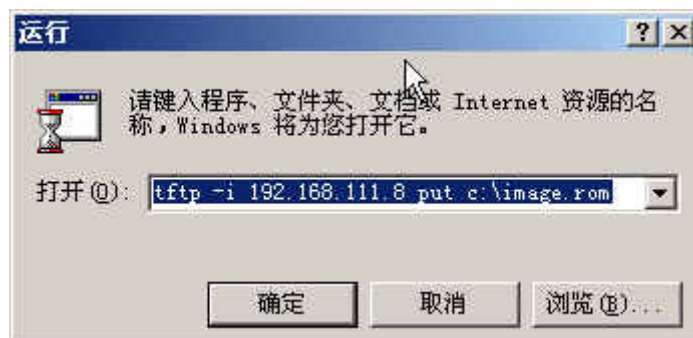 运行
请键入程序、文件夹、文档或 Internet 资源的名
称，Windows 将为您打开它。
打开(O): tftp -i 192.168.111.8 put c:\image.rom
确定 取消 浏览(B)...